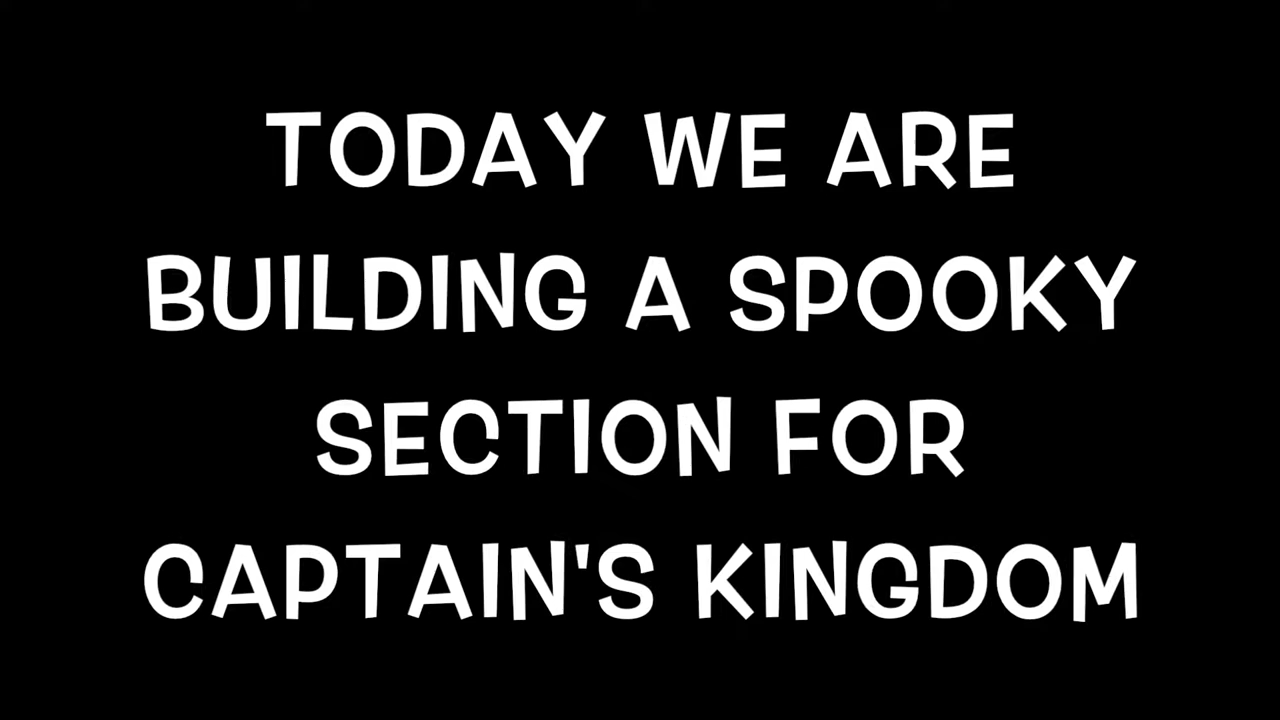 TODAY WE ARE
BUILDING A SPOOKY
SECTION FOR
CAPTAIN'S KINGDOM